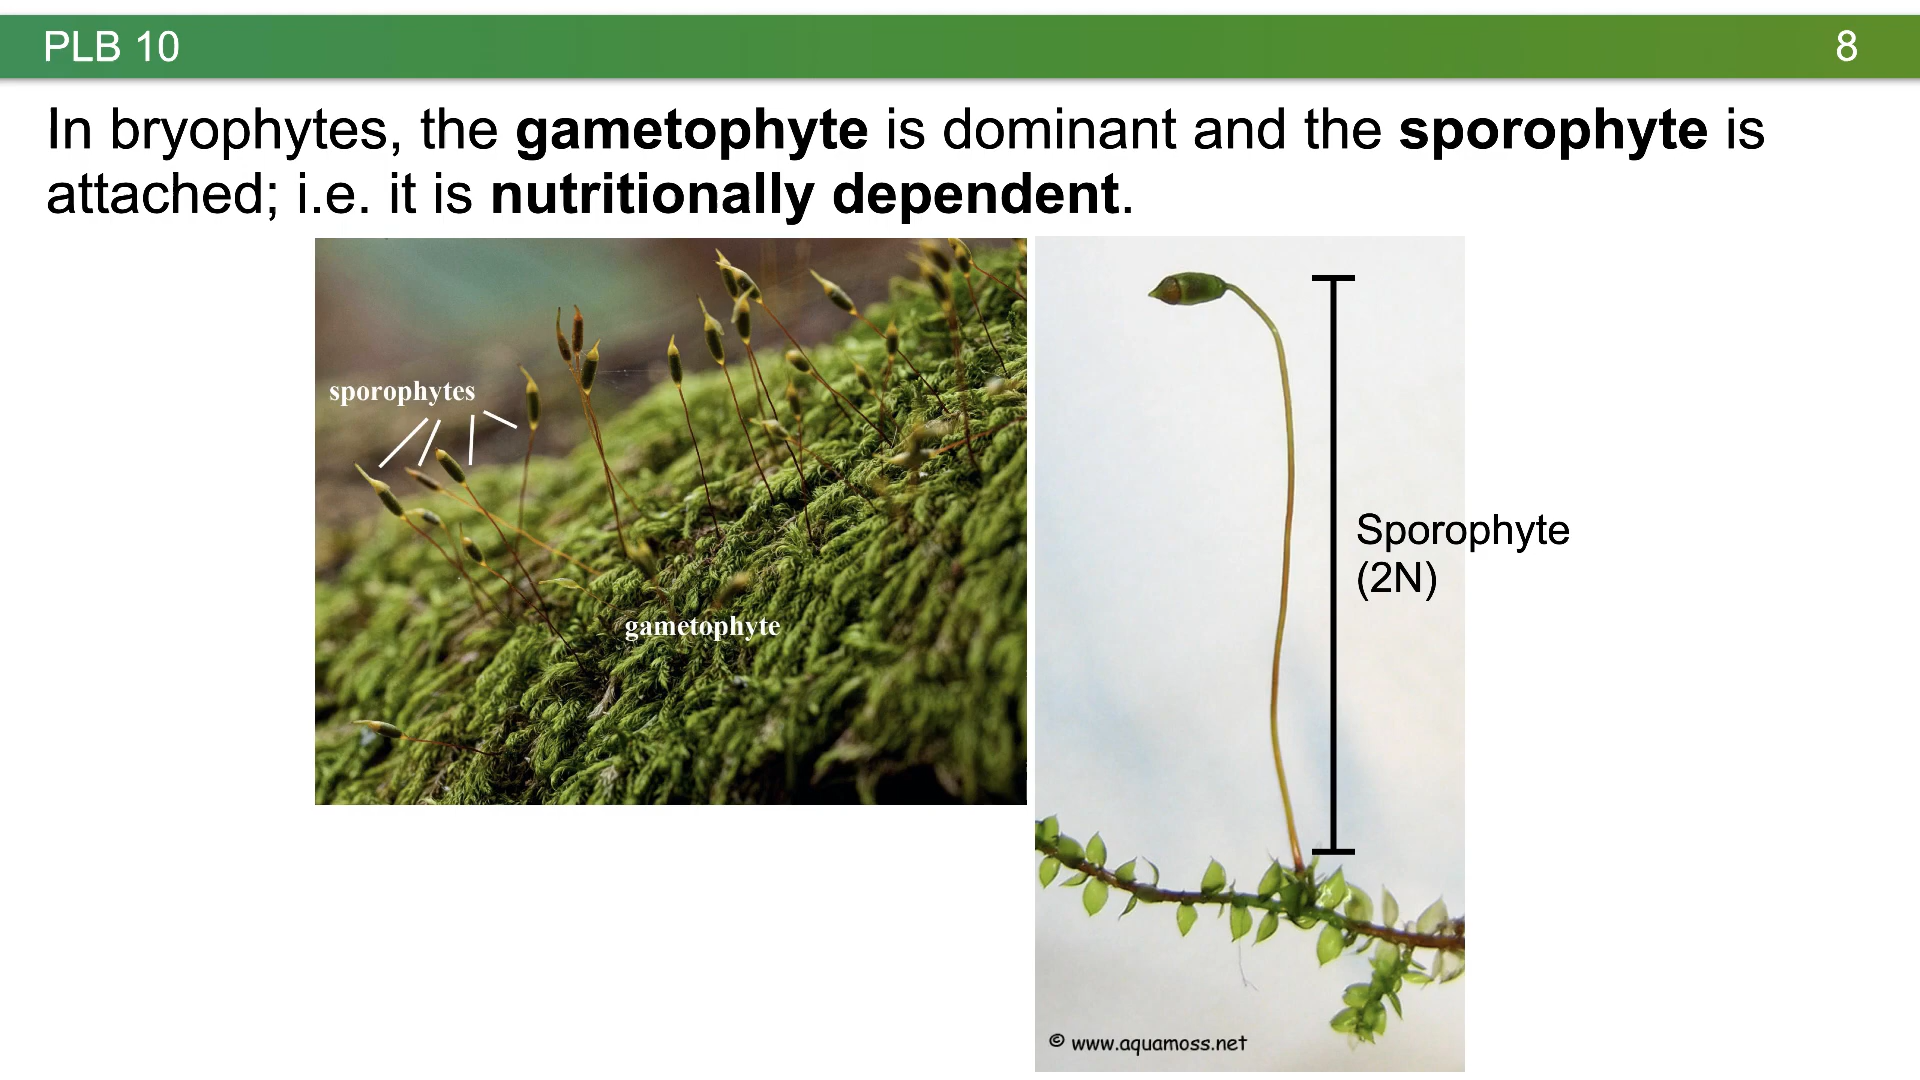 PLB 10
8
In bryophytes, the gametophyte is dominant and the sporophyte is
attached; i.e. it is nutritionally dependent.
sporophytes
gametophyte
Sporophyte
(2N)
© www.aquamoss.net